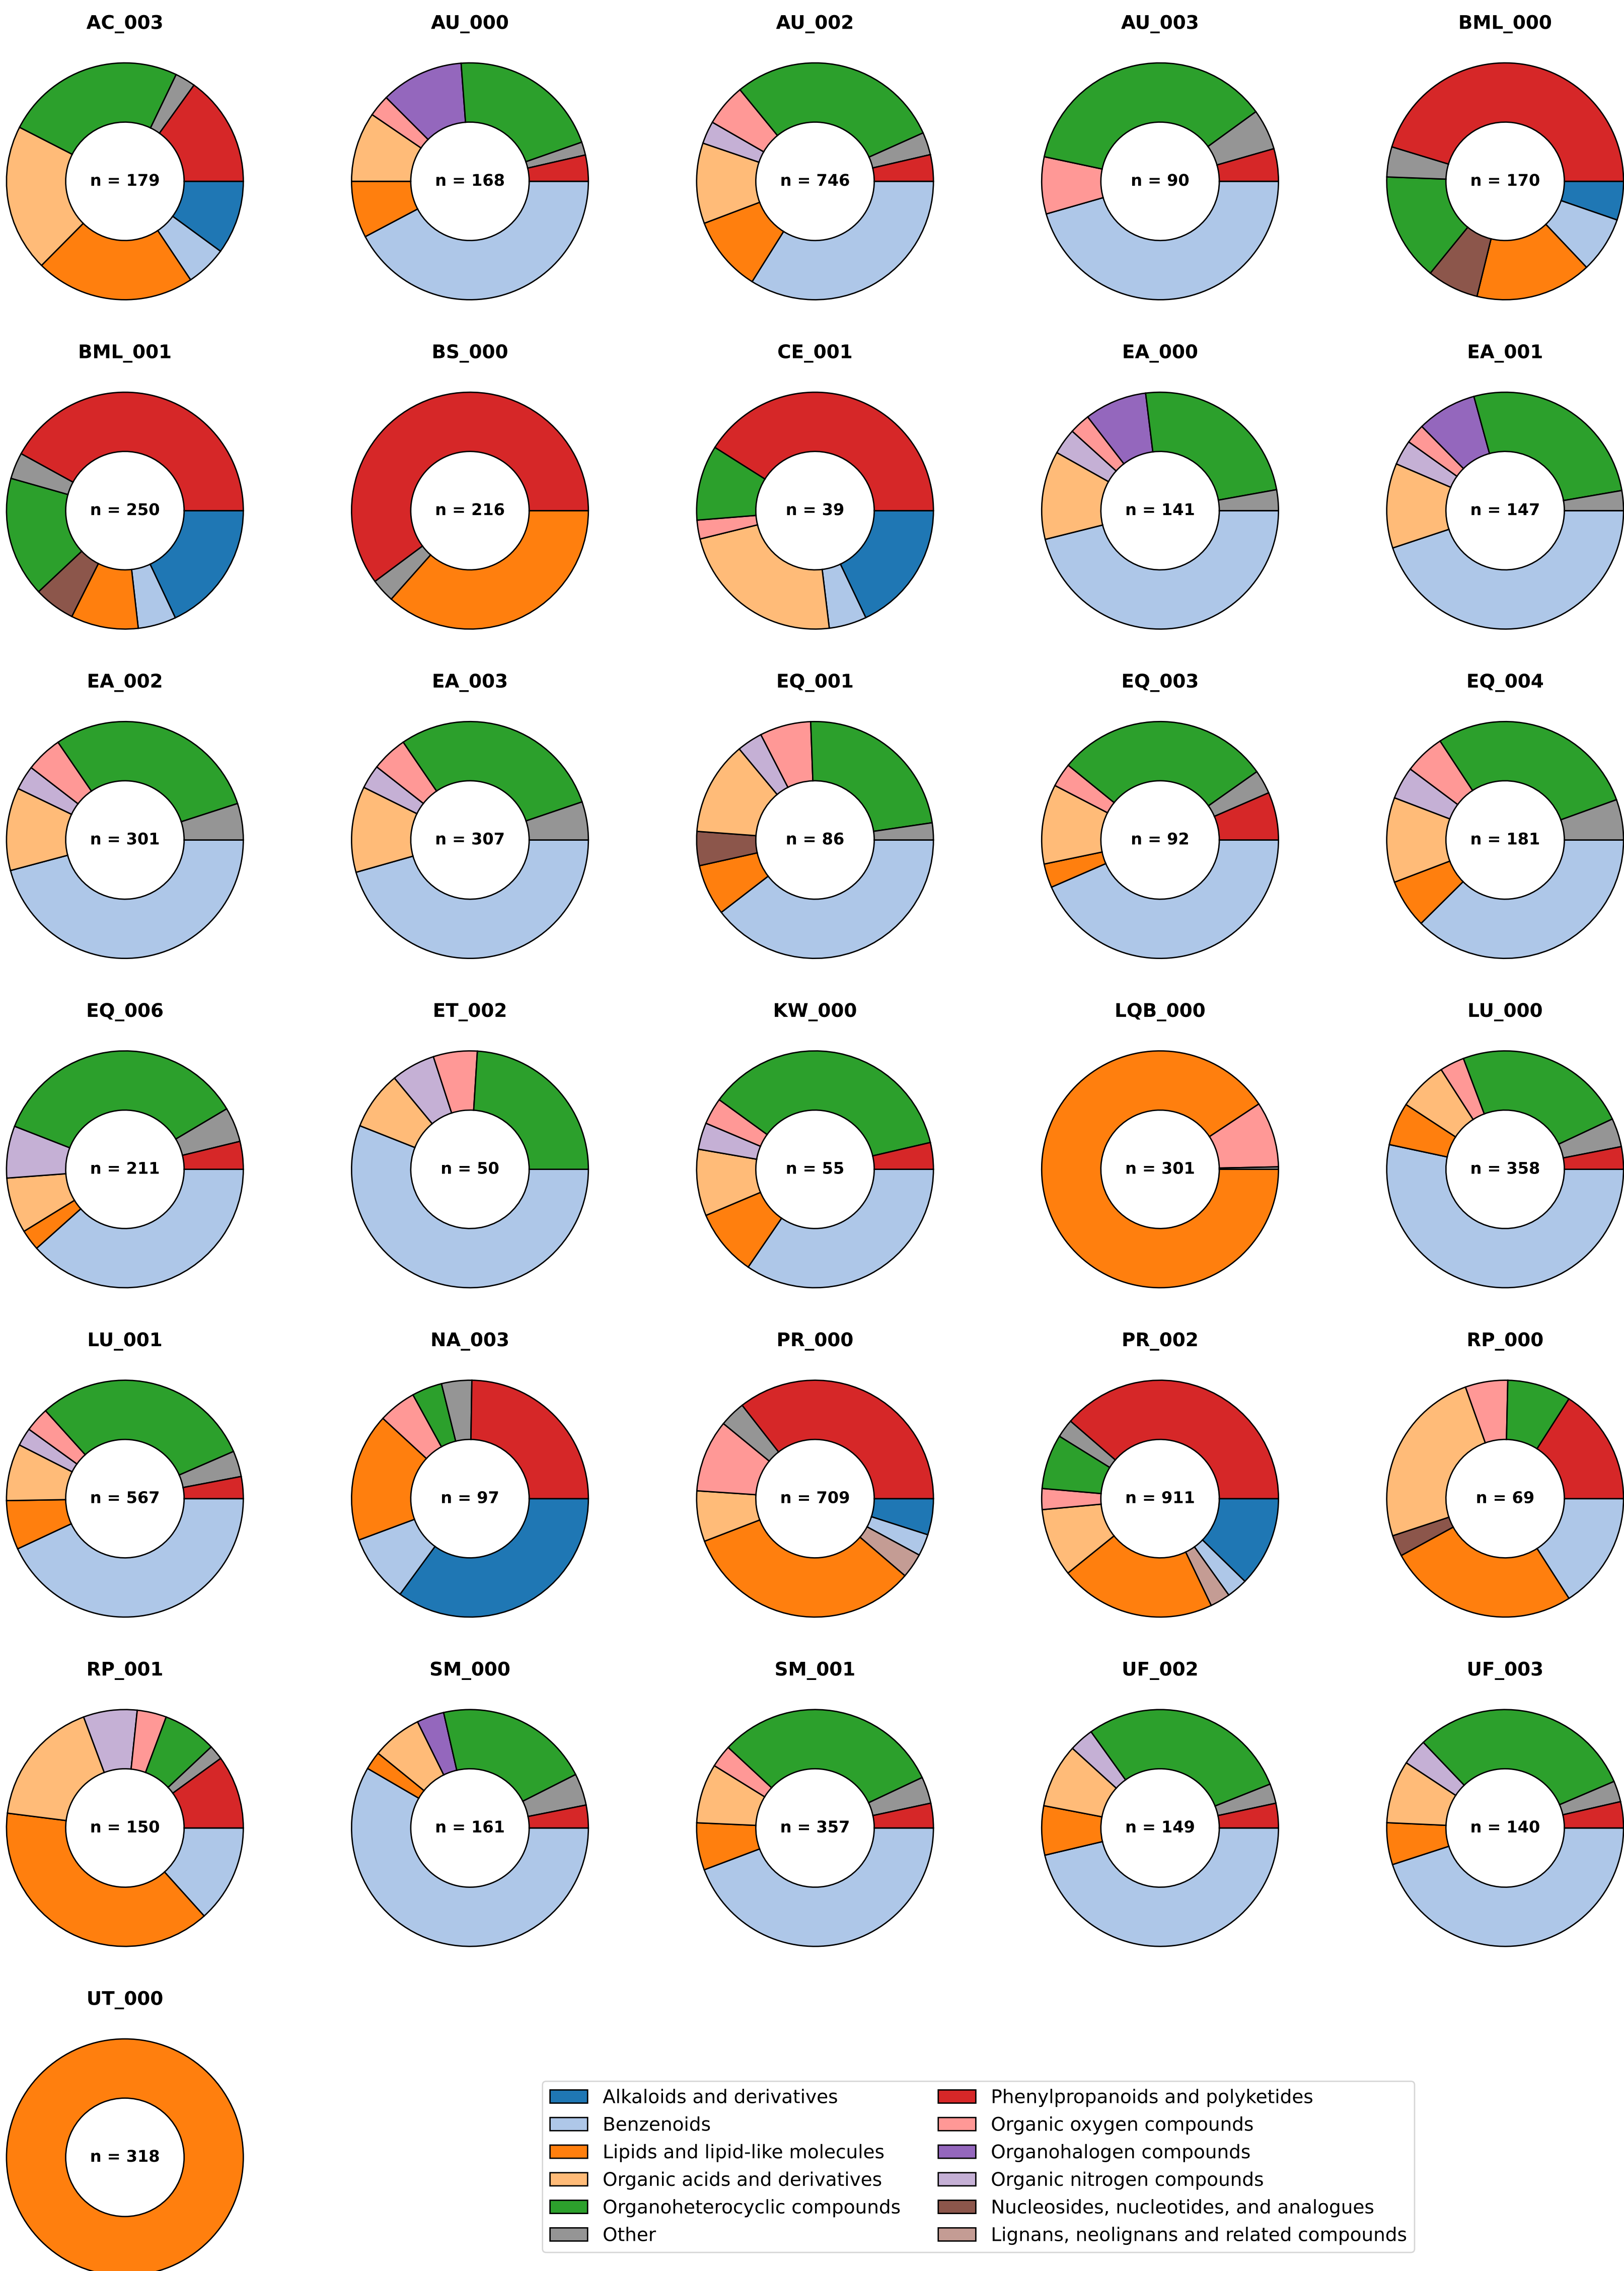 AC_003
AU_000
AU_002
AU_003
BML_000
n = 179
n = 168
n = 746
n = 90
n = 170
BML_001
BS_000
CE_001
EA_000
EA_001
n = 250
n = 216
n = 39
n = 141
n = 147
EA_002
EA_003
EQ_001
EQ_003
EQ_004
n = 301
n = 307
n = 86
n = 92
n = 181
EQ_006
ET_002
KW_000
LQB_000
LU_000
n = 211
n = 50
n = 55
n = 301
n = 358
LU_001
NA_003
PR_000
PR_002
RP_000
n = 567
n = 97
n = 709
n = 911
n = 69
RP_001
SM_000
SM_001
UF_002
UF_003
n = 150
n = 161
n = 357
n = 149
n = 140
UT_000
n = 318
Alkaloids and derivatives
Benzenoids
Lipids and lipid-like molecules
Organic acids and derivatives
Organoheterocyclic compounds
Other
Phenylpropanoids and polyketides
Organic oxygen compounds
Organohalogen compounds
Organic nitrogen compounds
Nucleosides, nucleotides, and analogues
Lignans, neolignans and related compounds